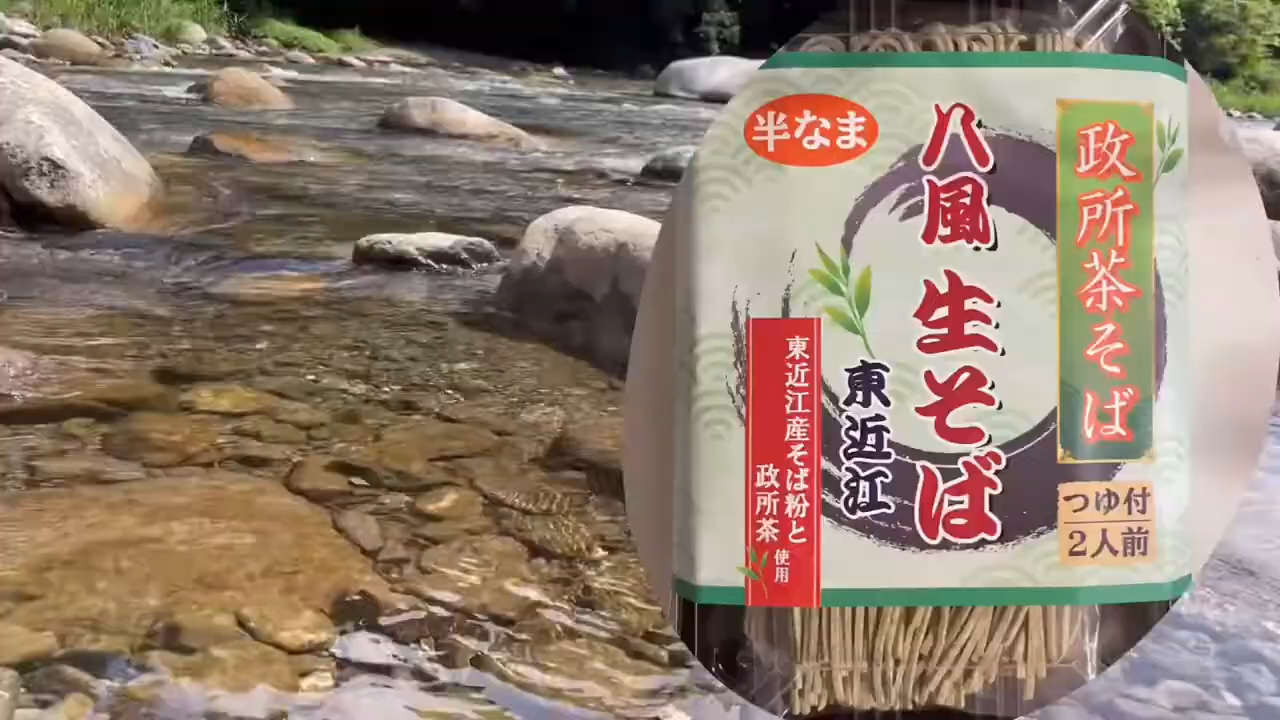 政所茶そば
つゆ付
2人前
八風 生そば
東近江
半なま
東近江産そば粉と
政所茶使用